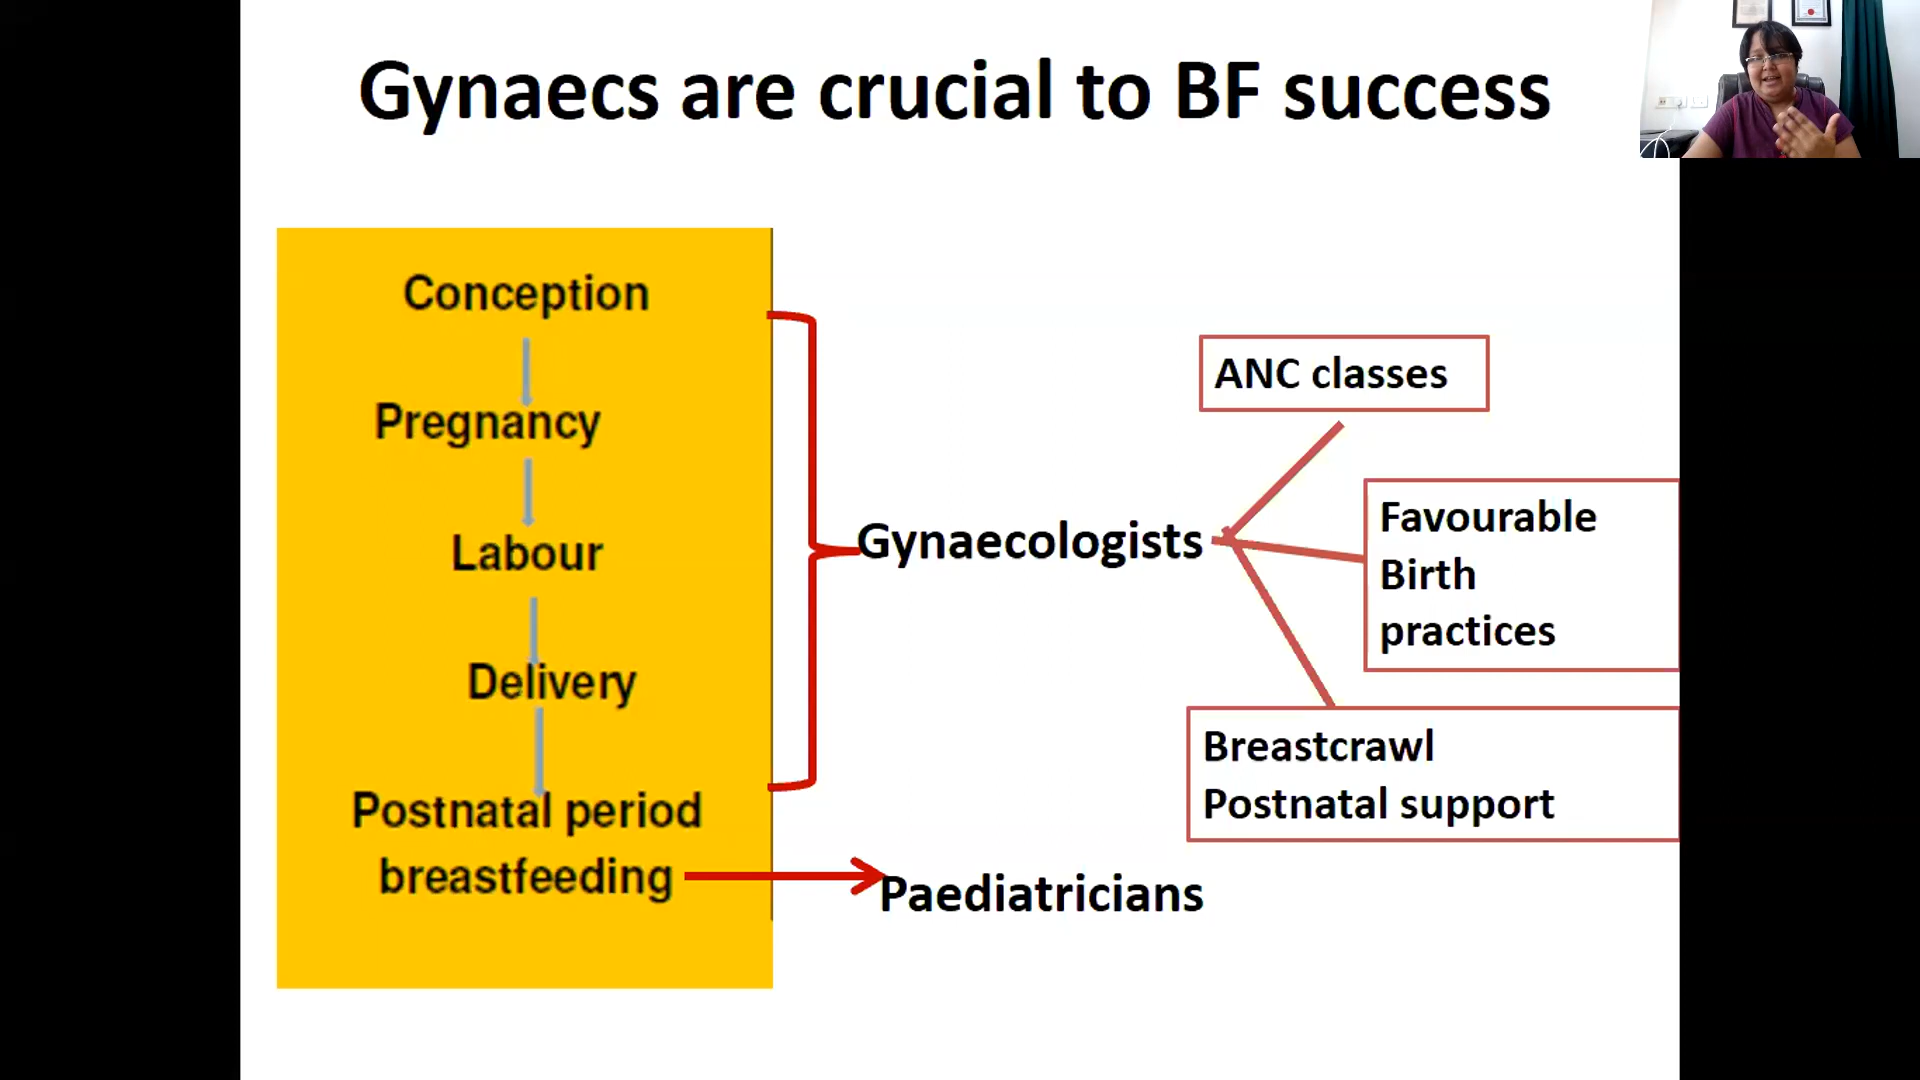 Gynaecs are crucial to BF success
Conception
Pregnancy
Labour
Delivery
Postnatal period
breastfeeding
Gynaecologists
Paediatricians
ANC classes
Favourable
Birth
practices
Breastcrawl
Postnatal support